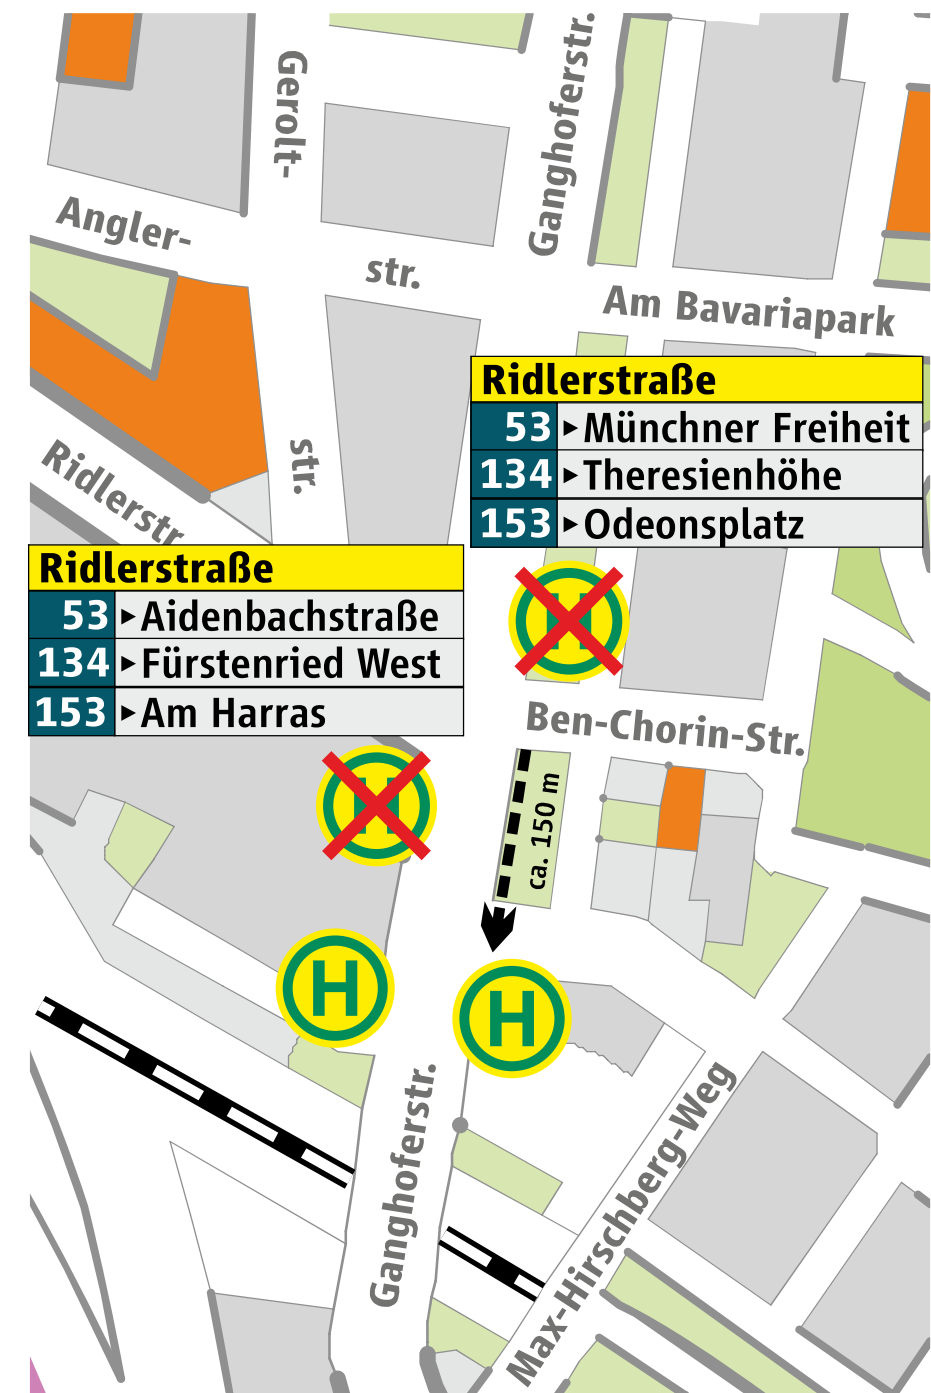 Gerolt-
Ganghoferstr.
Angler-
str.
Am Bavariapark
Ridlerstraße
53 ▸ Münchner Freiheit
134 ▸ Theresienhöhe
153 ▸ Odeonsplatz
str.
Ridlerstr
Ridlerstraße
53 ▸ Aidenbachstraße
134 ▸ Fürstenried West
153 ▸ Am Harras
H
Ben-Chorin-Str.
H
ca. 150 m
H
H
Ganghoferstr.
Max-Hirschberg-Weg